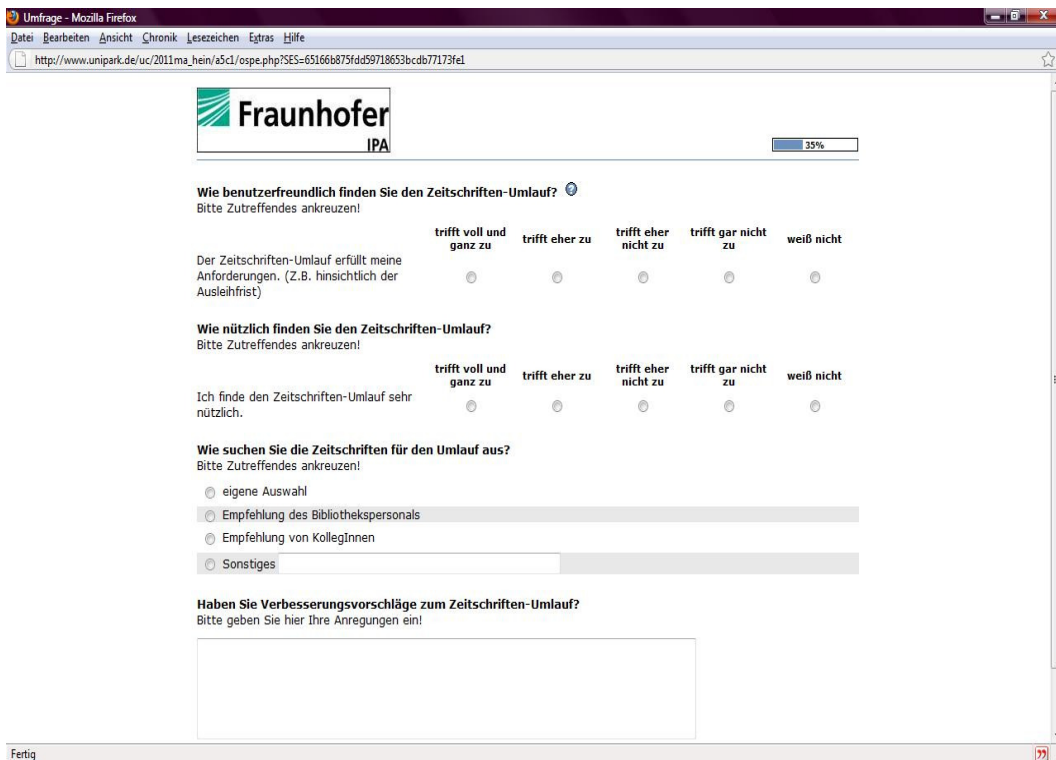 Umfrage - Mozilla Firefox
Datei Bearbeiten Ansicht Chronik Lesezeichen Extras Hilfe
http://www.unipark.de/uc/2011ma_hein/a5c1/ospe.php?SES=65166b875fdd59718653bcdb77173fe1
Fraunhofer
IPA
35%
Wie benutzerfreundlich finden Sie den Zeitschriften-Umlauf? ?
Bitte Zutreffendes ankreuzen!
trifft voll und ganz zu trifft eher zu trifft eher nicht zu trifft gar nicht zu weiß nicht
Der Zeitschriften-Umlauf erfüllt meine
Anforderungen. (Z.B. hinsichtlich der
Ausleihfrist)
Wie nützlich finden Sie den Zeitschriften-Umlauf?
Bitte Zutreffendes ankreuzen!
trifft voll und ganz zu trifft eher zu trifft eher nicht zu trifft gar nicht zu weiß nicht
Ich finde den Zeitschriften-Umlauf sehr
nützlich.
Wie suchen Sie die Zeitschriften für den Umlauf aus?
Bitte Zutreffendes ankreuzen!
eigene Auswahl
Empfehlung des Bibliothekspersonals
Empfehlung von KollegInnen
Sonstiges
Haben Sie Verbesserungsvorschläge zum Zeitschriften-Umlauf?
Bitte geben Sie hier Ihre Anregungen ein!
Fertig